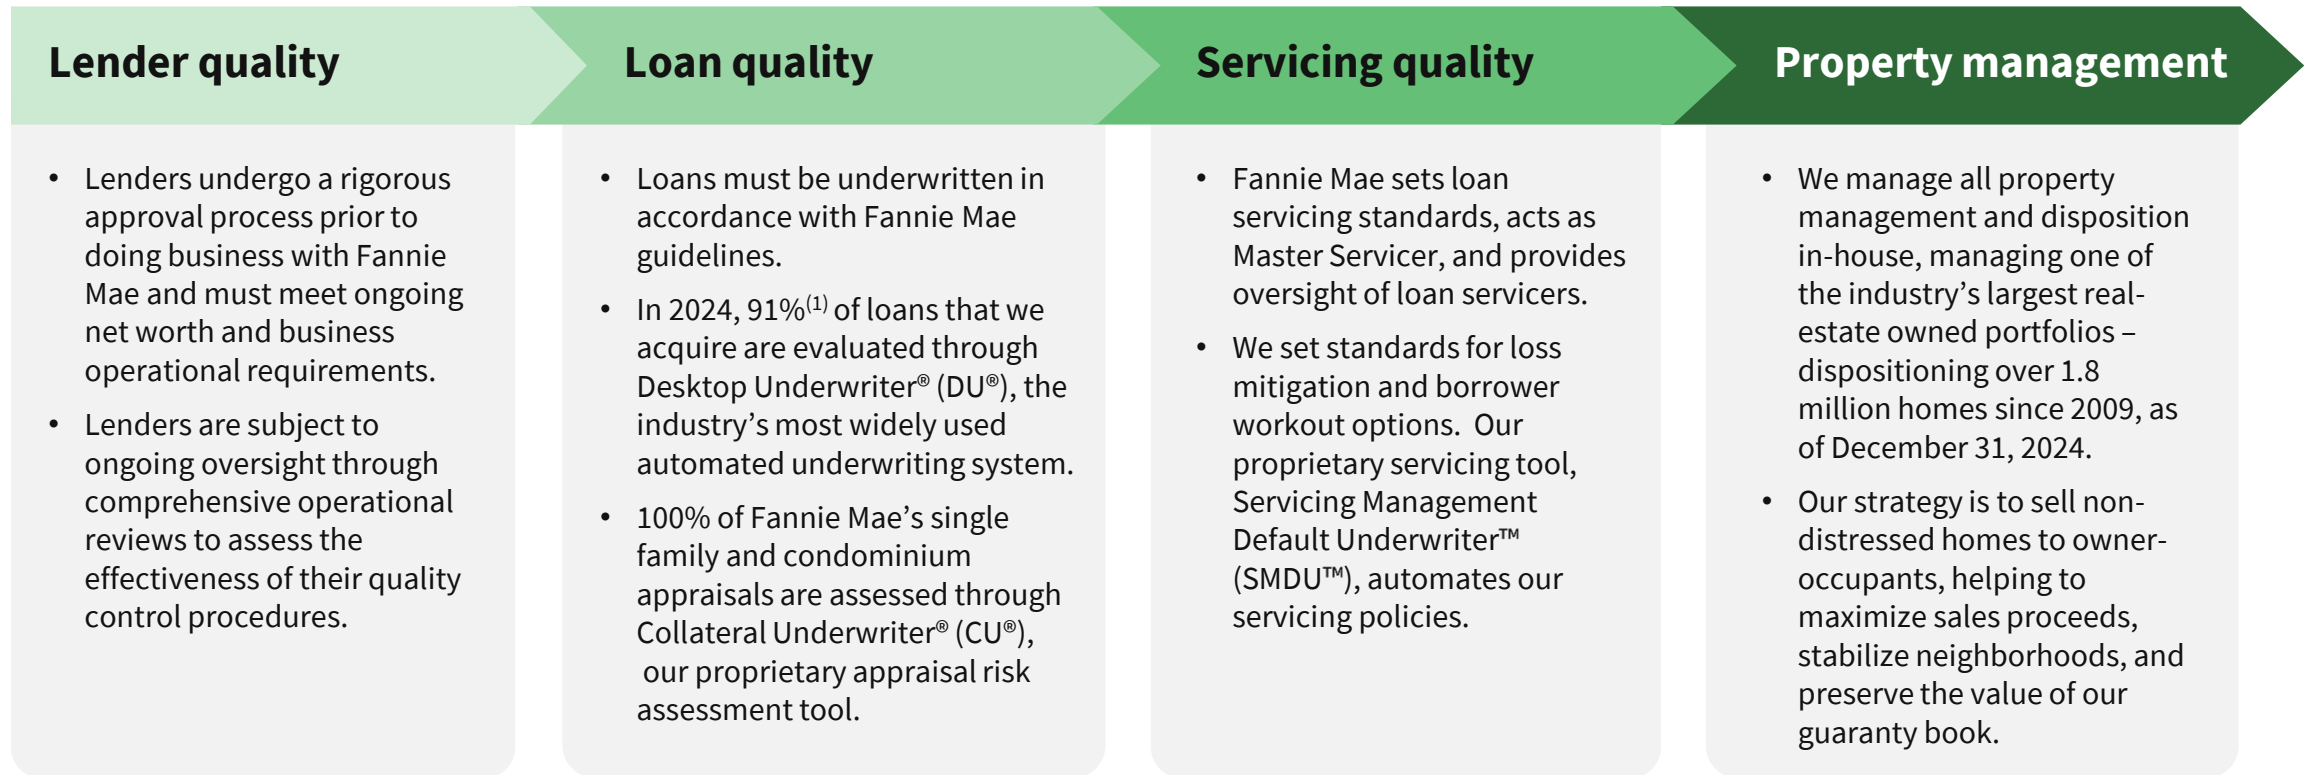 Lender quality
• Lenders undergo a rigorous
approval process prior to
doing business with Fannie
Mae and must meet ongoing
net worth and business
operational requirements.
• Lenders are subject to
ongoing oversight through
comprehensive operational
reviews to assess the
effectiveness of their quality
control procedures.
Loan quality
• Loans must be underwritten in
accordance with Fannie Mae
guidelines.
• In 2024, 91%(1) of loans that we
acquire are evaluated through
Desktop Underwriter® (DU®), the
industry’s most widely used
automated underwriting system.
• 100% of Fannie Mae’s single
family and condominium
appraisals are assessed through
Collateral Underwriter® (CU®),
our proprietary appraisal risk
assessment tool.
Servicing quality
• Fannie Mae sets loan
servicing standards, acts as
Master Servicer, and provides
oversight of loan servicers.
• We set standards for loss
mitigation and borrower
workout options.  Our
proprietary servicing tool,
Servicing Management
Default Underwriter™
(SMDU™), automates our
servicing policies.
Property management
• We manage all property
management and disposition
in-house, managing one of
the industry’s largest real-
estate owned portfolios –
dispositioning over 1.8
million homes since 2009, as
of December 31, 2024.
• Our strategy is to sell non-
distressed homes to owner-
occupants, helping to
maximize sales proceeds,
stabilize neighborhoods, and
preserve the value of our
guaranty book.